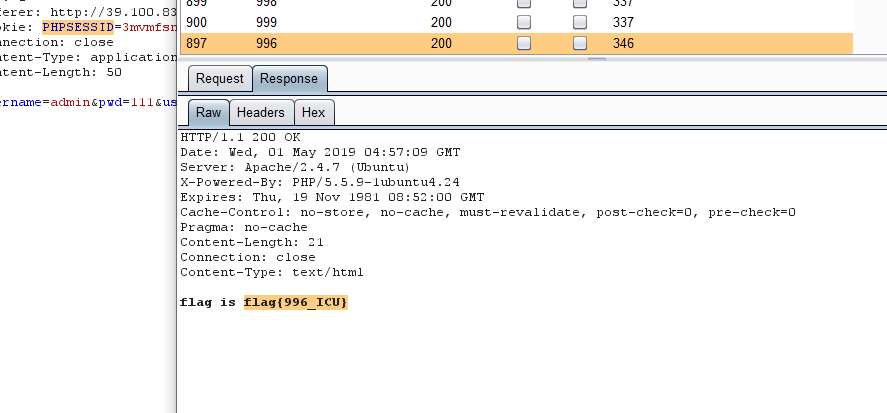 ferer: http://39.100.83
okie: PHPSESSID=3mvmfsn
nnection: close
ntent-Type: application
ntent-Length: 50
ername=admin&pwd=111&us
899 998 200 337
900 999 200 337
897 996 200 346
Request Response
Raw Headers Hex
HTTP/1.1 200 OK
Date: Wed, 01 May 2019 04:57:09 GMT
Server: Apache/2.4.7 (Ubuntu)
X-Powered-By: PHP/5.5.9-1ubuntu4.24
Expires: Thu, 19 Nov 1981 08:52:00 GMT
Cache-Control: no-store, no-cache, must-revalidate, post-check=0, pre-check=0
Pragma: no-cache
Content-Length: 21
Connection: close
Content-Type: text/html
flag is flag{996_ICU}